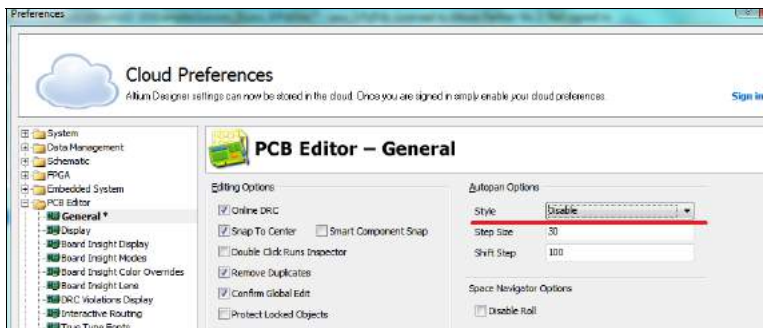 Preferences
Cloud Preferences
Altium Designer settings can now be stored in the cloud. Once you are signed in simply enable your cloud preferences
Sign in
System
Data Management
Schematic
FPGA
Embedded System
PCB Editor
General *
Display
Board Insight Display
Board Insight Modes
Board Insight Color Overrides
Board Insight Lens
DRC Violations Display
Interactive Routing
True Type Fonts
PCB Editor – General
Editing Options
Online DRC
Snap To Center Smart Component Snap
Double Click Runs Inspector
Remove Duplicates
Confirm Global Edit
Protect Locked Objects
Autopan Options
Style Disable
Step Size 30
Shift Step 100
Space Navigator Options
Disable Roll